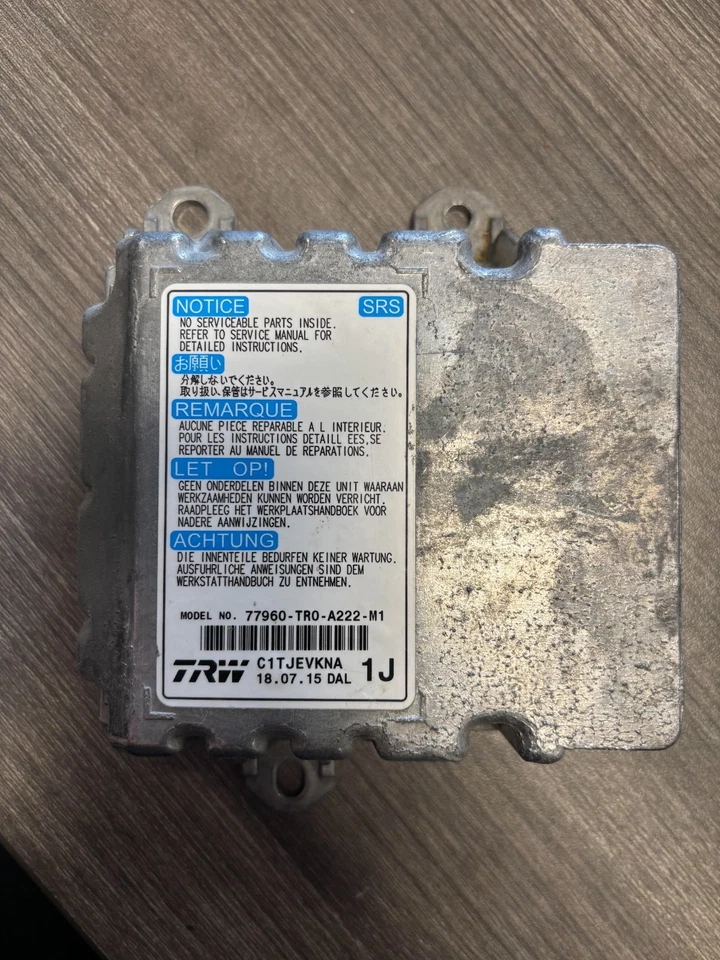 NOTICE SRS
NO SERVICEABLE PARTS INSIDE.
REFER TO SERVICE MANUAL FOR
DETAILED INSTRUCTIONS.
お願い
分解しないでください。
取り扱い、保管はサービスマニュアルを参照してください。
REMARQUE
AUCUNE PIECE REPARABLE A L INTERIEUR.
POUR LES INSTRUCTIONS DETAILL EES,SE
REPORTER AU MANUEL DE REPARATIONS.
LET OP!
GEEN ONDERDELEN BINNEN DEZE UNIT WAARAAN
WERKZAAMHEDEN KUNNEN WORDEN VERRICHT.
RAADPLEEG HET WERKPLAATSHANDBOEK VOOR
NADERE AANWIJZINGEN.
ACHTUNG
DIE INNENTEILE BEDURFEN KEINER WARTUNG.
AUSFUHRLICHE ANWEISUNGEN SIND DEM
WERKSTATTHANDBUCH ZU ENTNEHMEN.
MODEL NO. 77960-TR0-A222-M1
TRW C1TJEVKNA 1J
18.07.15 DAL